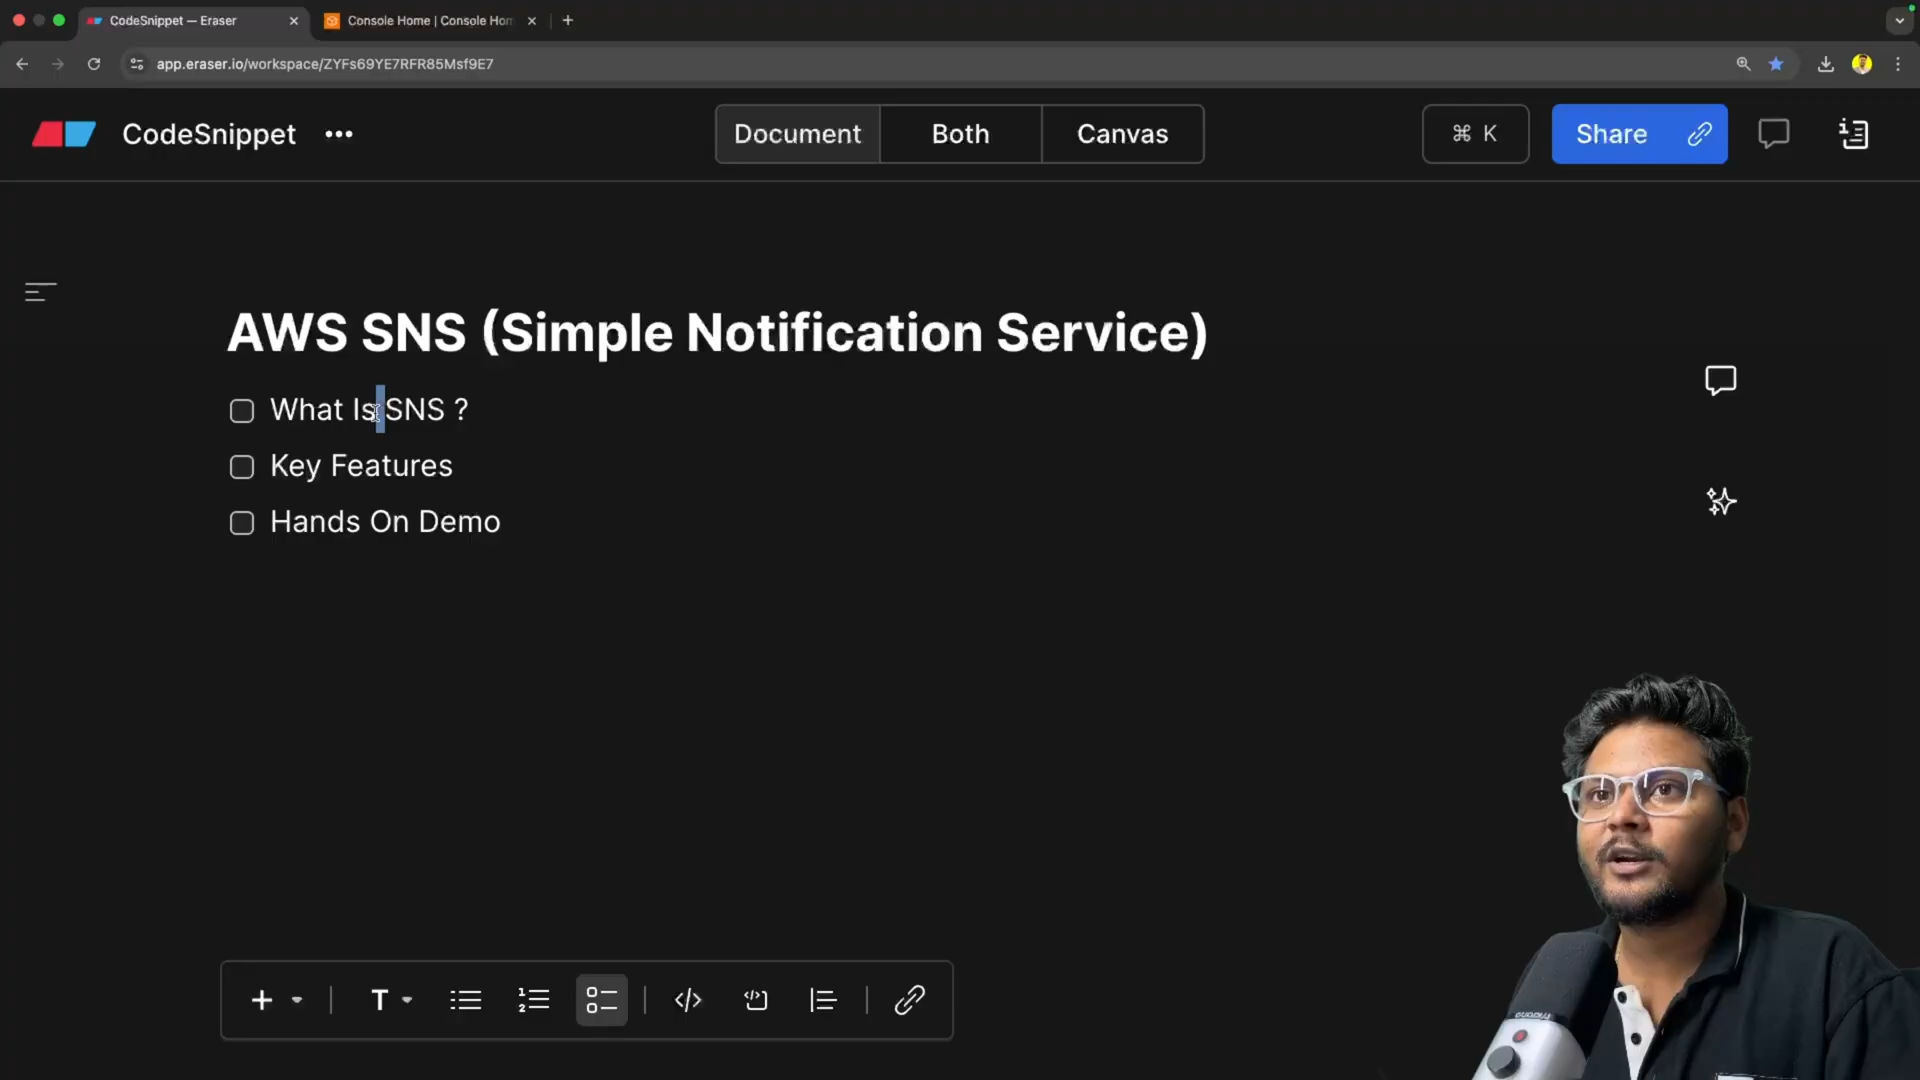 CodeSnippet — Eraser
Console Home | Console Hom
app.eraser.io/workspace/ZYFs69YE7RFR85Msf9E7
CodeSnippet
Document
Both
Canvas
⌘ K
Share
AWS SNS (Simple Notification Service)
What Is SNS ?
Key Features
Hands On Demo